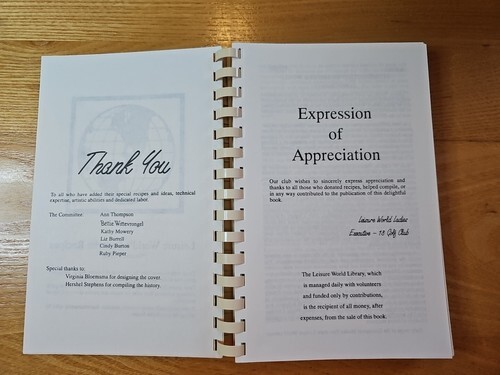 Thank You
To all who have added their special recipes and ideas, technical
expertise, artistic abilities and dedicated labor.
The Committee: Ann Thompson
Bettie Wittevrongel
Kathy Mowery
Liz Burrell
Cindy Burton
Ruby Pieper
Special thanks to:
Virginia Bloemsma for designing the cover.
Hershel Stephens for compiling the history.
Expression
of
Appreciation
Our club wishes to sincerely express appreciation and
thanks to all those who donated recipes, helped compile, or
in any way contributed to the publication of this delightful
book.
Leisure World Ladies
Executive - 18 Golf Club
The Leisure World Library, which
is managed daily with volunteers
and funded only by contributions,
is the recipient of all money, after
expenses, from the sale of this book.